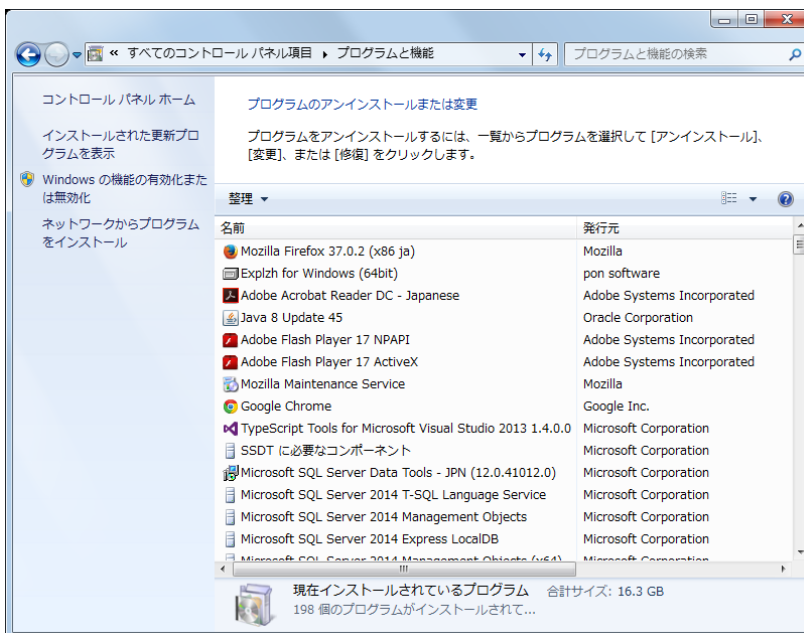 « すべてのコントロール パネル項目 ▸ プログラムと機能
プログラムと機能の検索
コントロール パネル ホーム
インストールされた更新プロ
グラムを表示
Windows の機能の有効化また
は無効化
ネットワークからプログラム
をインストール
プログラムのアンインストールまたは変更
プログラムをアンインストールするには、一覧からプログラムを選択して [アンインストール]、
[変更]、または [修復] をクリックします。
整理
名前 発行元
Mozilla Firefox 37.0.2 (x86 ja) Mozilla
Explzh for Windows (64bit) pon software
Adobe Acrobat Reader DC - Japanese Adobe Systems Incorporated
Java 8 Update 45 Oracle Corporation
Adobe Flash Player 17 NPAPI Adobe Systems Incorporated
Adobe Flash Player 17 ActiveX Adobe Systems Incorporated
Mozilla Maintenance Service Mozilla
Google Chrome Google Inc.
TypeScript Tools for Microsoft Visual Studio 2013 1.4.0.0 Microsoft Corporation
SSDT に必要なコンポーネント Microsoft Corporation
Microsoft SQL Server Data Tools - JPN (12.0.41012.0) Microsoft Corporation
Microsoft SQL Server 2014 T-SQL Language Service Microsoft Corporation
Microsoft SQL Server 2014 Management Objects Microsoft Corporation
Microsoft SQL Server 2014 Express LocalDB Microsoft Corporation
Microsoft SQL Server 2014 Management Objects (x64) Microsoft Corporation
現在インストールされているプログラム 合計サイズ: 16.3 GB
198 個のプログラムがインストールされて...